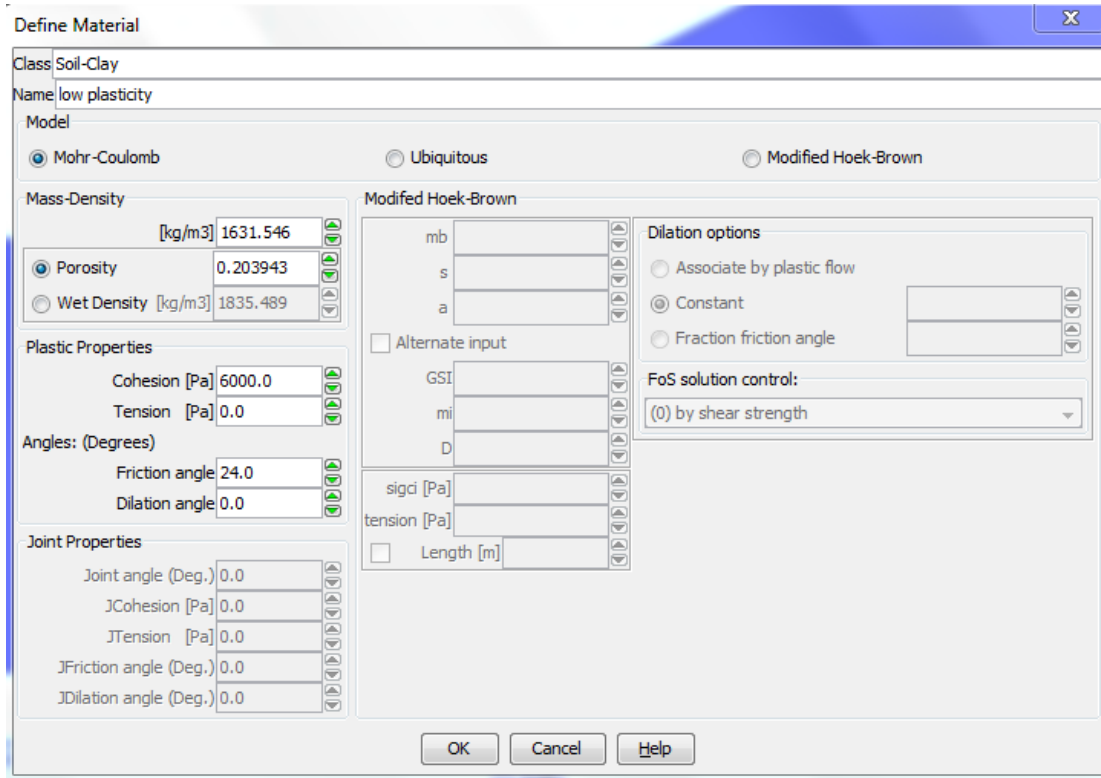 Define Material
X
Class Soil-Clay
Name low plasticity
Model
Mohr-Coulomb
Ubiquitous
Modified Hoek-Brown
Mass-Density
[kg/m3] 1631.546
Porosity 0.203943
Wet Density [kg/m3] 1835.489
Plastic Properties
Cohesion [Pa] 6000.0
Tension [Pa] 0.0
Angles: (Degrees)
Friction angle 24.0
Dilation angle 0.0
Joint Properties
Joint angle (Deg.) 0.0
JCohesion [Pa] 0.0
JTension [Pa] 0.0
JFriction angle (Deg.) 0.0
JDilation angle (Deg.) 0.0
Modifed Hoek-Brown
mb
s
a
Alternate input
GSI
mi
D
sigci [Pa]
tension [Pa]
Length [m]
Dilation options
Associate by plastic flow
Constant
Fraction friction angle
FoS solution control:
(0) by shear strength
OK
Cancel
Help